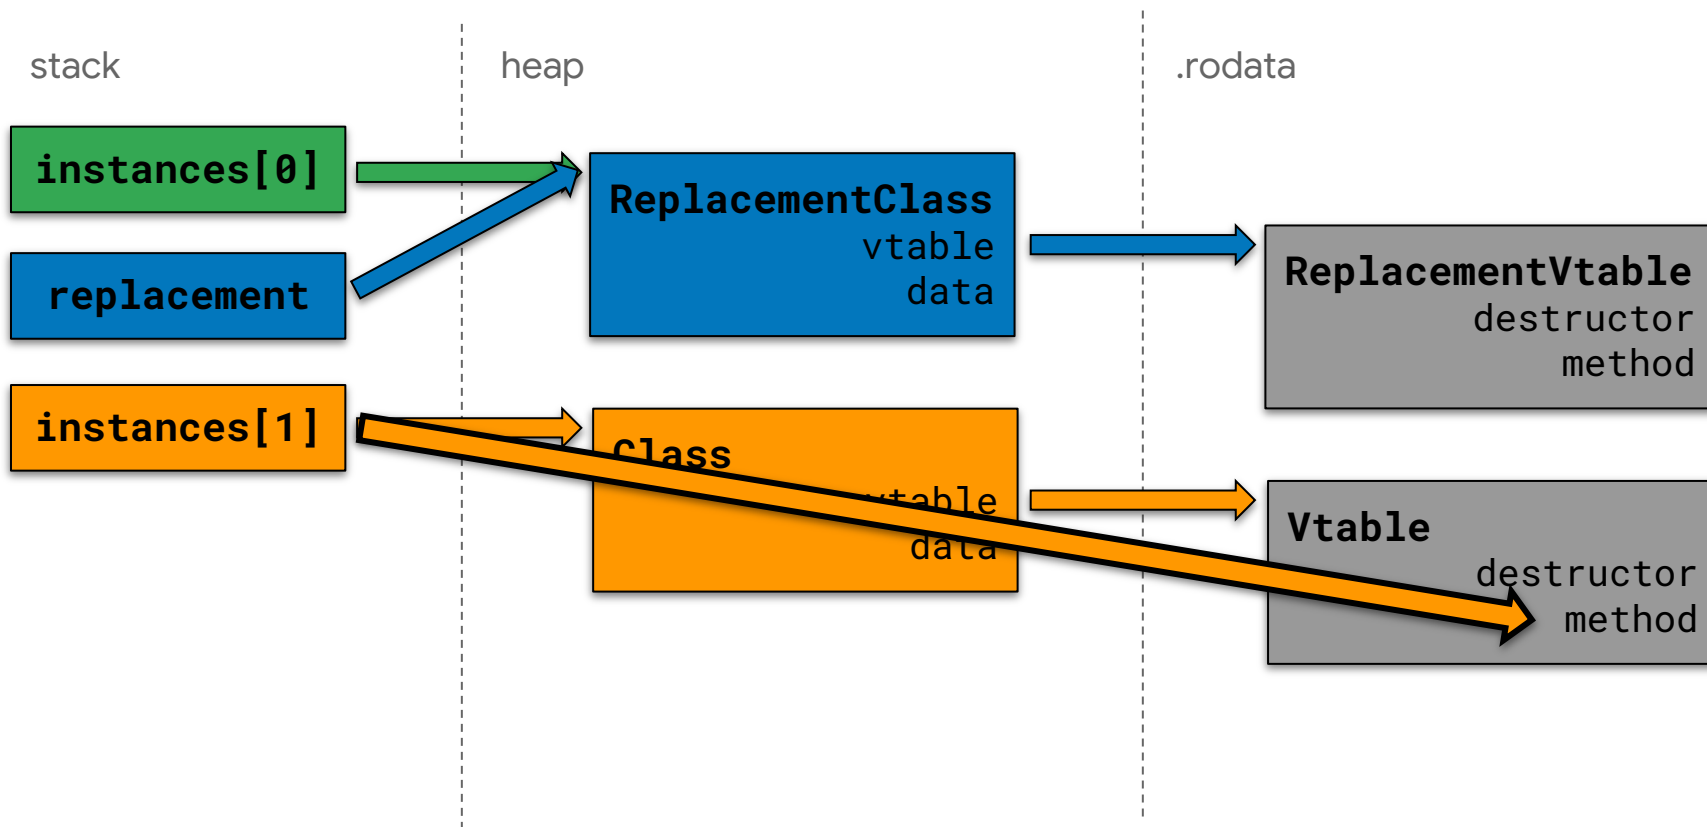 stack
heap
.rodata
instances[0]
replacement
instances[1]
ReplacementClass
vtable
data
Class
vtable
data
ReplacementVtable
destructor
method
Vtable
destructor
method